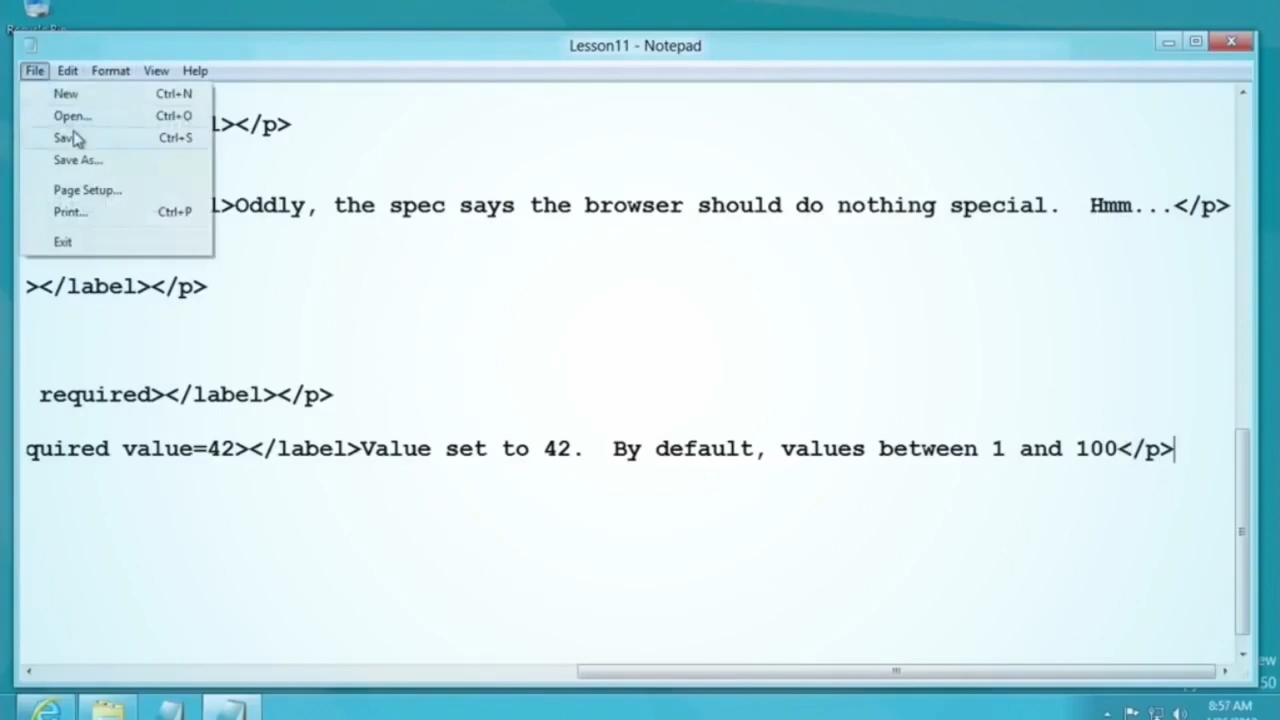 Lesson11 - Notepad
File Edit Format View Help
New Ctrl+N
Open... Ctrl+O
Ctrl+S
Save As...
Page Setup...
Print... Ctrl+P
Exit
l></p>
l>Oddly, the spec says the browser should do nothing special.  Hmm...</p>
></label></p>
required></label></p>
quired value=42></label>Value set to 42.  By default, values between 1 and 100</p>
50
8:57 AM